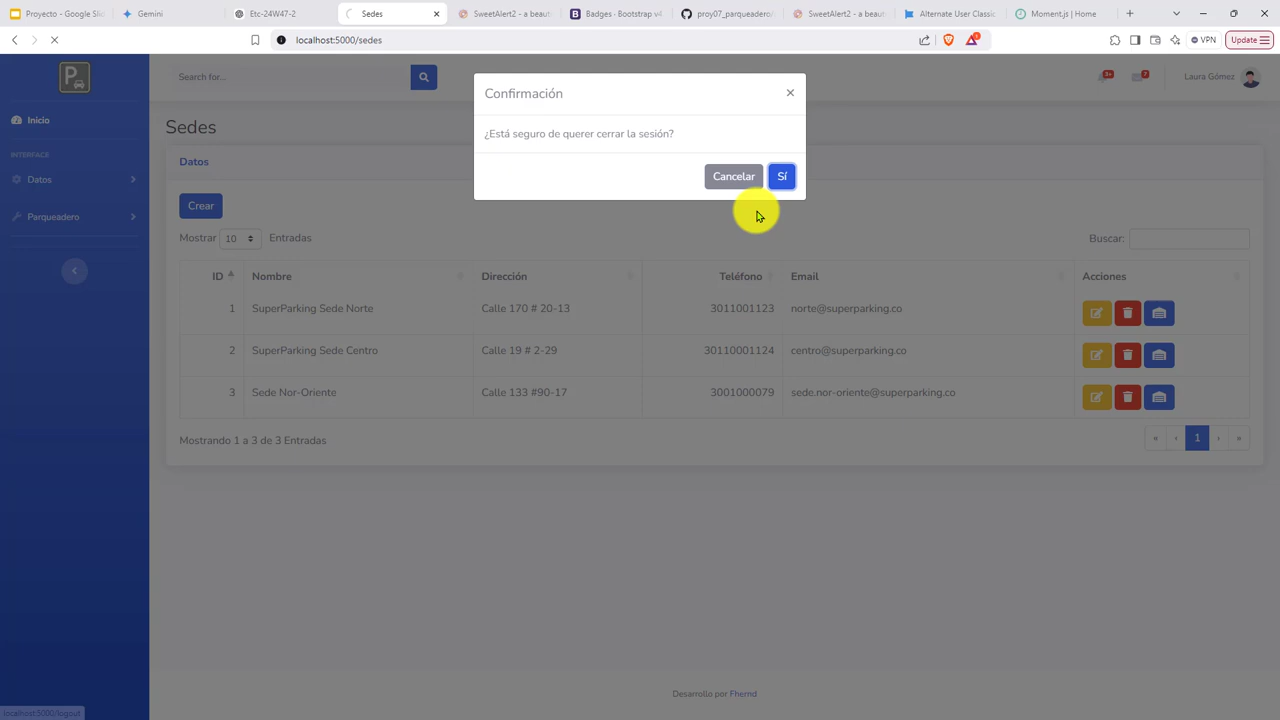 Proyecto - Google Slid
Gemini
Etc-24W47-2
Sedes
SweetAlert2 - a beaut
Badges · Bootstrap v4
proy07_parqueadero/
SweetAlert2 - a beaut
Alternate User Classic
Moment.js | Home
localhost:5000/sedes
VPN
Update
P
Search for...
3+
7
Laura Gómez
Inicio
INTERFACE
Datos
Parqueadero
Confirmación
¿Está seguro de querer cerrar la sesión?
Cancelar
Sí
Sedes
Datos
Crear
Mostrar 10 Entradas
Buscar:
ID Nombre Dirección Teléfono Email Acciones
1 SuperParking Sede Norte Calle 170 # 20-13 3011001123 norte@superparking.co
2 SuperParking Sede Centro Calle 19 # 2-29 30110001124 centro@superparking.co
3 Sede Nor-Oriente Calle 133 #90-17 3001000079 sede.nor-oriente@superparking.co
Mostrando 1 a 3 de 3 Entradas
« ‹ 1 › »
Desarrollo por Fhernd
localhost:5000/logout